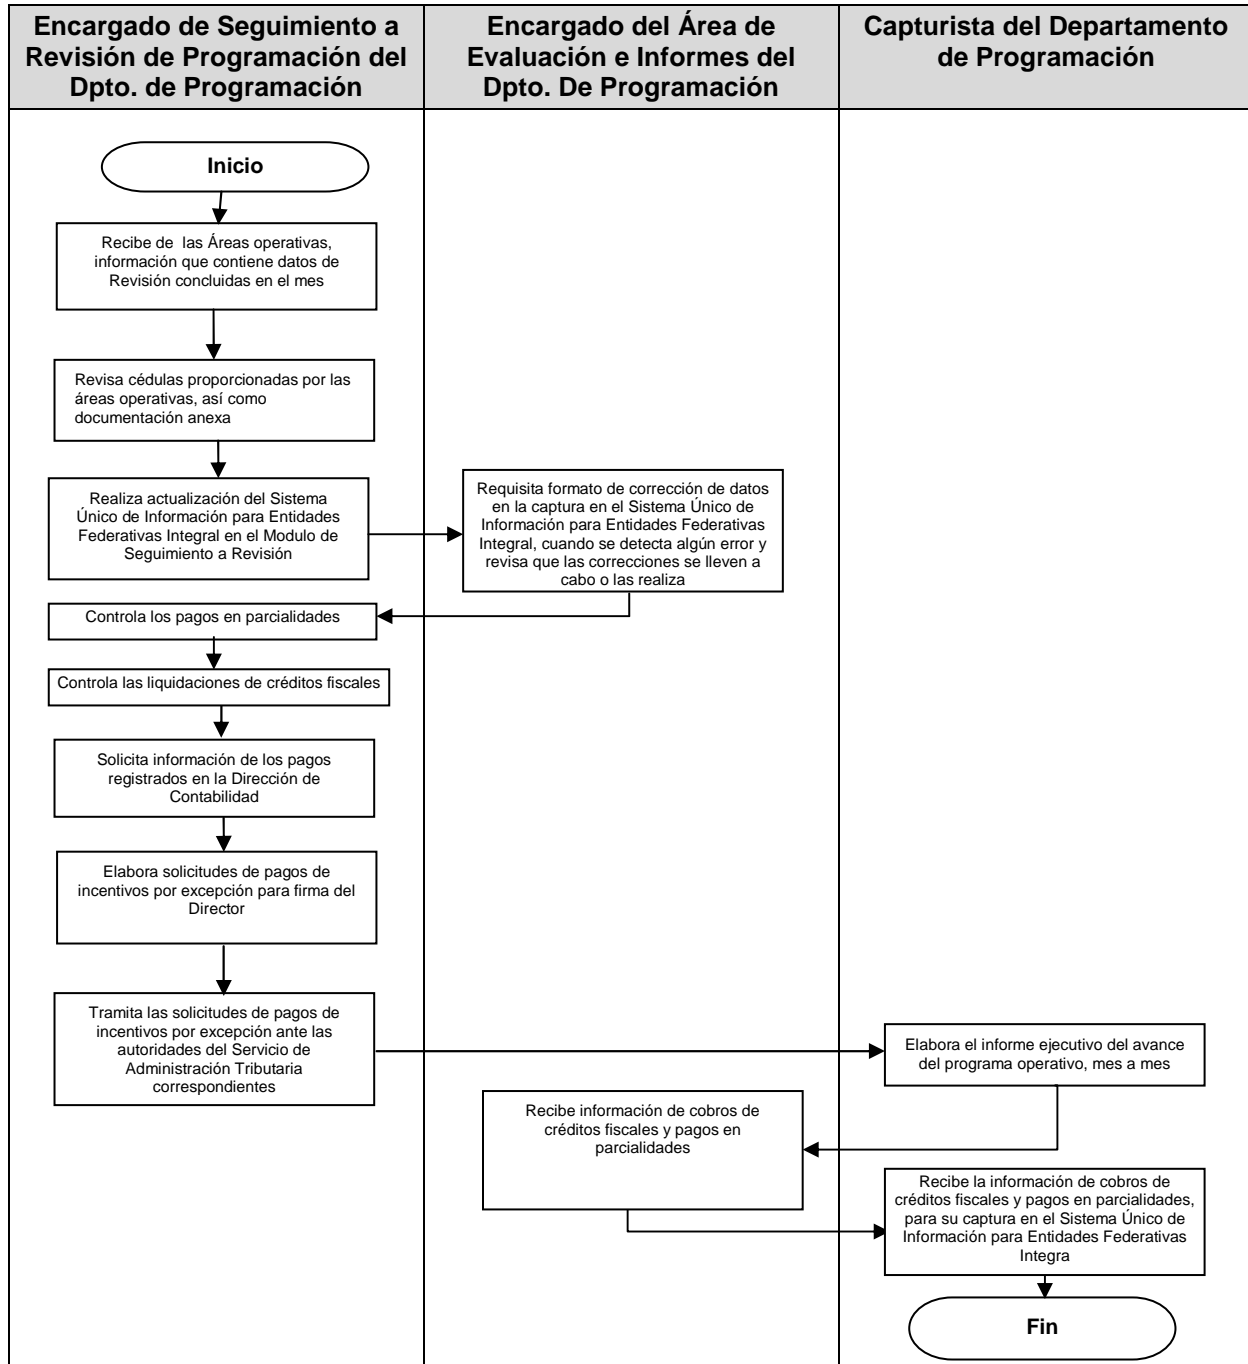 Encargado de Seguimiento a
Revisión de Programación del
Dpto. de Programación
Encargado del Área de
Evaluación e Informes del
Dpto. De Programación
Capturista del Departamento
de Programación
Inicio
Recibe de las Áreas operativas,
información que contiene datos de
Revisión concluidas en el mes
Revisa cédulas proporcionadas por las
áreas operativas, así como
documentación anexa
Realiza actualización del Sistema
Único de Información para Entidades
Federativas Integral en el Modulo de
Seguimiento a Revisión
Requisita formato de corrección de datos
en la captura en el Sistema Único de
Información para Entidades Federativas
Integral, cuando se detecta algún error y
revisa que las correcciones se lleven a
cabo o las realiza
Controla los pagos en parcialidades
Controla las liquidaciones de créditos fiscales
Solicita información de los pagos
registrados en la Dirección de
Contabilidad
Elabora solicitudes de pagos de
incentivos por excepción para firma del
Director
Tramita las solicitudes de pagos de
incentivos por excepción ante las
autoridades del Servicio de
Administración Tributaria
correspondientes
Elabora el informe ejecutivo del avance
del programa operativo, mes a mes
Recibe información de cobros de
créditos fiscales y pagos en
parcialidades
Recibe la información de cobros de
créditos fiscales y pagos en parcialidades,
para su captura en el Sistema Único de
Información para Entidades Federativas
Integra
Fin